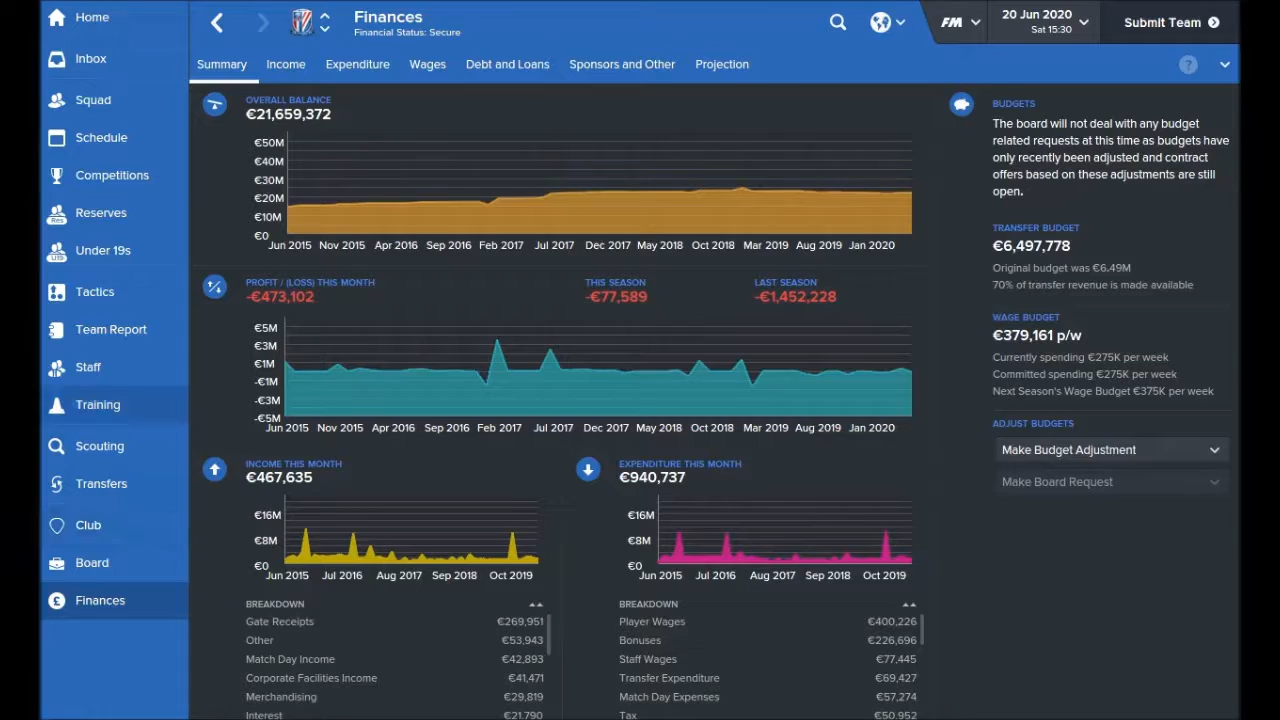 Home
Inbox
Squad
Schedule
Competitions
Res
Reserves
U19
Under 19s
Tactics
Team Report
Staff
Training
Scouting
Transfers
Club
Board
£ Finances
Finances
Financial Status: Secure
FM
20 Jun 2020
Sat 15:30
Submit Team
Summary Income Expenditure Wages Debt and Loans Sponsors and Other Projection
?
OVERALL BALANCE
€21,659,372
€50M
€40M
€30M
€20M
€10M
€0
Jun 2015 Nov 2015 Apr 2016 Sep 2016 Feb 2017 Jul 2017 Dec 2017 May 2018 Oct 2018 Mar 2019 Aug 2019 Jan 2020
PROFIT / (LOSS) THIS MONTH
-€473,102
THIS SEASON
-€77,589
LAST SEASON
-€1,452,228
€5M
€3M
€1M
-€1M
-€3M
-€5M
Jun 2015 Nov 2015 Apr 2016 Sep 2016 Feb 2017 Jul 2017 Dec 2017 May 2018 Oct 2018 Mar 2019 Aug 2019 Jan 2020
INCOME THIS MONTH
€467,635
€16M
€8M
€0
Jun 2015 Jul 2016 Aug 2017 Sep 2018 Oct 2019
BREAKDOWN
Gate Receipts €269,951
Other €53,943
Match Day Income €42,893
Corporate Facilities Income €41,471
Merchandising €29,819
Interest €21,790
EXPENDITURE THIS MONTH
€940,737
€16M
€8M
€0
Jun 2015 Jul 2016 Aug 2017 Sep 2018 Oct 2019
BREAKDOWN
Player Wages €400,226
Bonuses €226,696
Staff Wages €77,445
Transfer Expenditure €69,427
Match Day Expenses €57,274
Tax €50,952
BUDGETS
The board will not deal with any budget
related requests at this time as budgets have
only recently been adjusted and contract
offers based on these adjustments are still
open.
TRANSFER BUDGET
€6,497,778
Original budget was €6.49M
70% of transfer revenue is made available
WAGE BUDGET
€379,161 p/w
Currently spending €275K per week
Committed spending €275K per week
Next Season's Wage Budget €375K per week
ADJUST BUDGETS
Make Budget Adjustment
Make Board Request